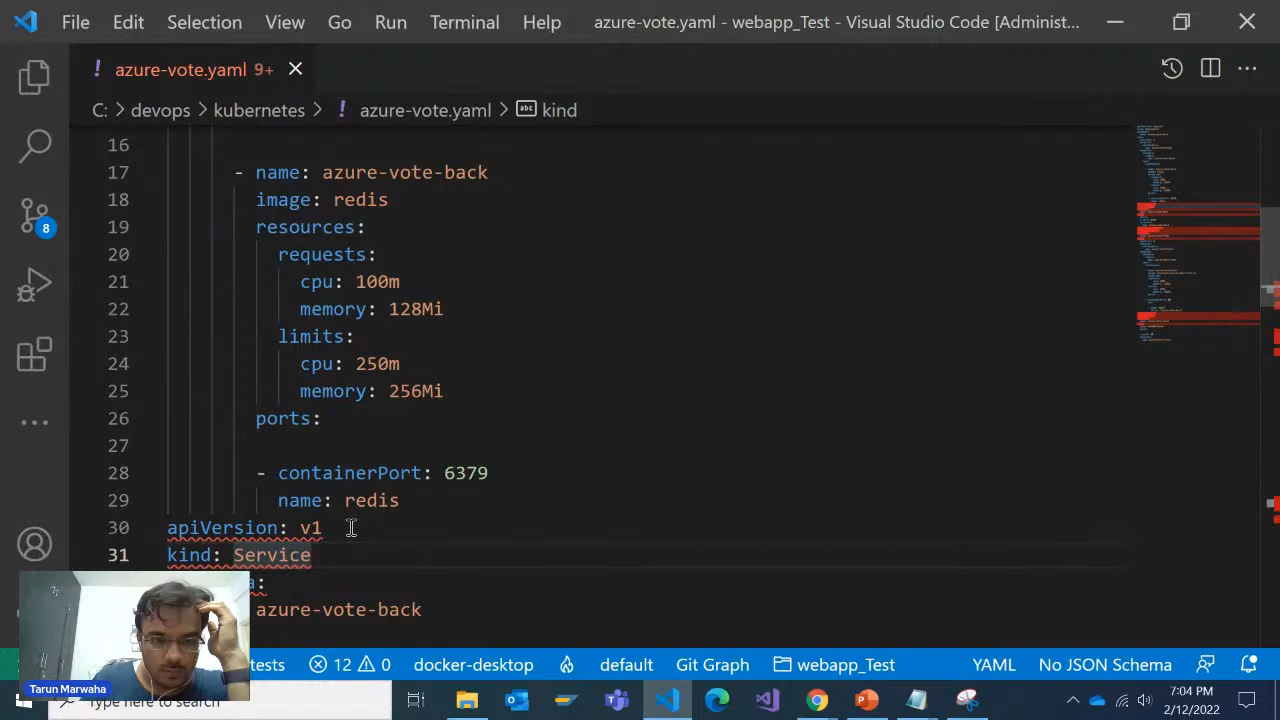 File Edit Selection View Go Run Terminal Help azure-vote.yaml - webapp_Test - Visual Studio Code [Administ...
! azure-vote.yaml 9+
C: > devops > kubernetes > ! azure-vote.yaml > abc kind
16
17 - name: azure-vote-back
18 image: redis
19 resources:
20 requests:
21 cpu: 100m
22 memory: 128Mi
23 limits:
24 cpu: 250m
25 memory: 256Mi
26 ports:
27
28 - containerPort: 6379
29 name: redis
30 apiVersion: v1
31 kind: Service
a:
azure-vote-back
8
Tarun Marwaha
tests 12 0 docker-desktop default Git Graph webapp_Test YAML No JSON Schema
Type here to search
7:04 PM
2/12/2022